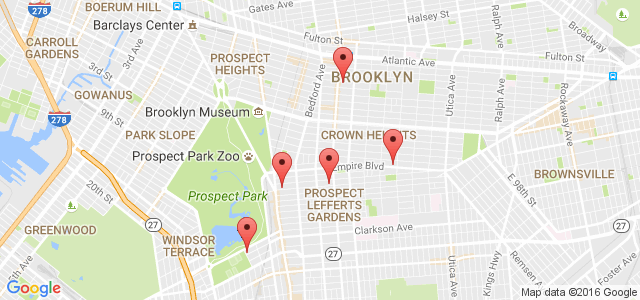 BOERUM HILL
Gates Ave
Halsey St
278
Barclays Center
Fulton St
Broadway
CARROLL
GARDENS
3rd Ave
3rd St
PROSPECT
HEIGHTS
Atlantic Ave
Fulton St
BROOKLYN
Bedford Ave
Utica Ave
Ralph Ave
Rockaway Ave
GOWANUS
9th St
278
Brooklyn Museum
PARK SLOPE
CROWN HEIGHTS
Prospect Park Zoo
Empire Blvd
E 98th St
BROWNSVILLE
20th St
Prospect Park
PROSPECT
LEFFERTS
GARDENS
GREENWOOD
27
WINDSOR
TERRACE
Clarkson Ave
27
27
Utica Ave
Kings Hwy
Remsen Ave
Foster Ave
Google
Map data ©2016 Google